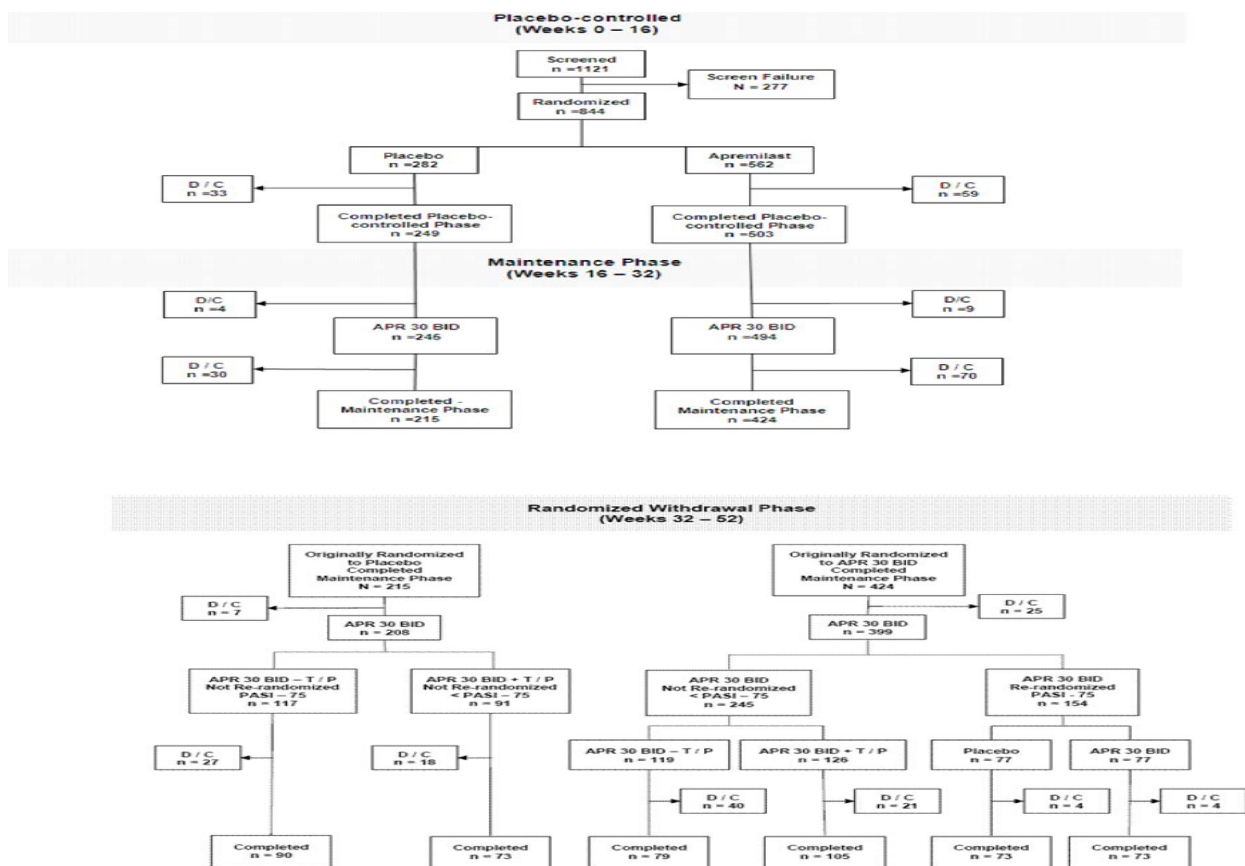 Placebo-controlled
(Weeks 0 – 16)
Screened
n =1121
Screen Failure
N = 277
Randomized
n =844
Placebo
n =282
Apremilast
n =562
D / C
n =33
D / C
n =59
Completed Placebo-
controlled Phase
n =249
Completed Placebo-
controlled Phase
n =503
Maintenance Phase
(Weeks 16 – 32)
D/C
n =4
D/C
n =9
APR 30 BID
n =245
APR 30 BID
n =494
D / C
n =30
D / C
n =70
Completed -
Maintenance Phase
n =215
Completed
Maintenance Phase
n =424
Randomized Withdrawal Phase
(Weeks 32 – 52)
Originally Randomized
to Placebo
Completed
Maintenance Phase
N = 215
Originally Randomized
to APR 30 BID
Completed
Maintenance Phase
N = 424
D / C
n = 7
D / C
n = 25
APR 30 BID
n = 208
APR 30 BID
n = 399
APR 30 BID – T / P
Not Re-randomized
PASI – 75
n = 117
APR 30 BID + T / P
Not Re-randomized
< PASI – 75
n = 91
APR 30 BID
Not Re-randomized
< PASI – 75
n = 245
APR 30 BID
Re-randomized
PASI - 75
n = 154
D / C
n = 27
D / C
n = 18
APR 30 BID – T / P
n = 119
APR 30 BID + T / P
n = 126
Placebo
n = 77
APR 30 BID
n = 77
D / C
n = 40
D / C
n = 21
D / C
n = 4
D / C
n = 4
Completed
n = 90
Completed
n = 73
Completed
n = 79
Completed
n = 105
Completed
n = 73
Completed
n = 73